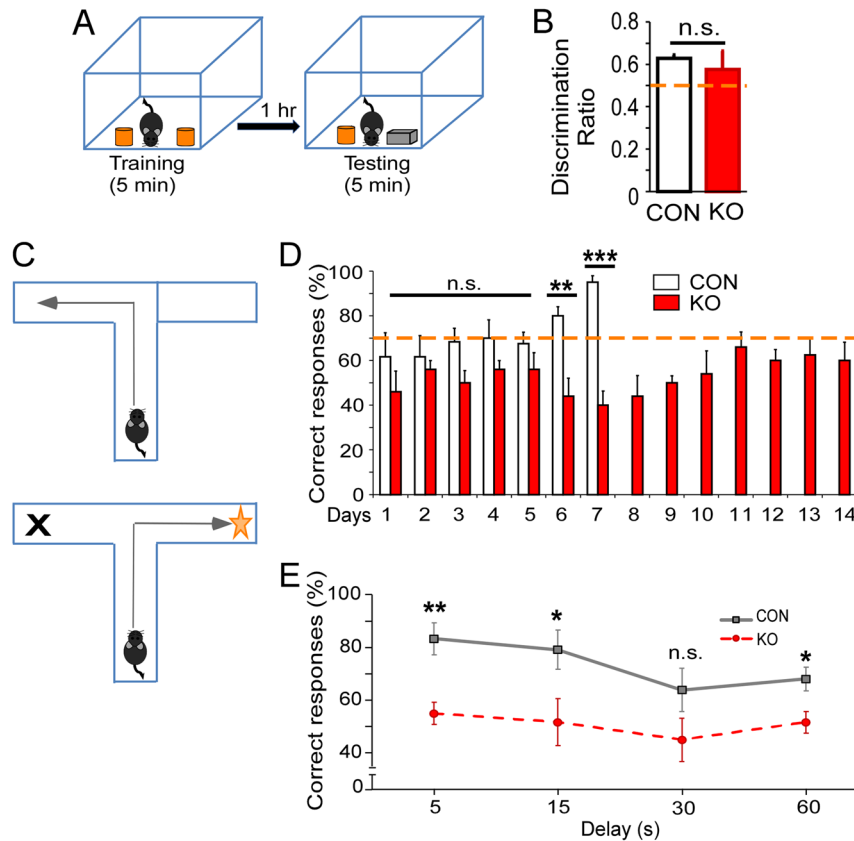 A
1 hr
Training
(5 min)
Testing
(5 min)
B
n.s.
Discrimination
Ratio
0.8
0.6
0.4
0.2
0
CON KO
C
X
D
Correct responses (%)
100
80
60
40
20
0
n.s.
**
***
CON
KO
Days 1 2 3 4 5 6 7 8 9 10 11 12 13 14
E
Correct responses (%)
100
80
60
40
0
**
*
n.s.
*
CON
KO
5 15 30 60
Delay (s)